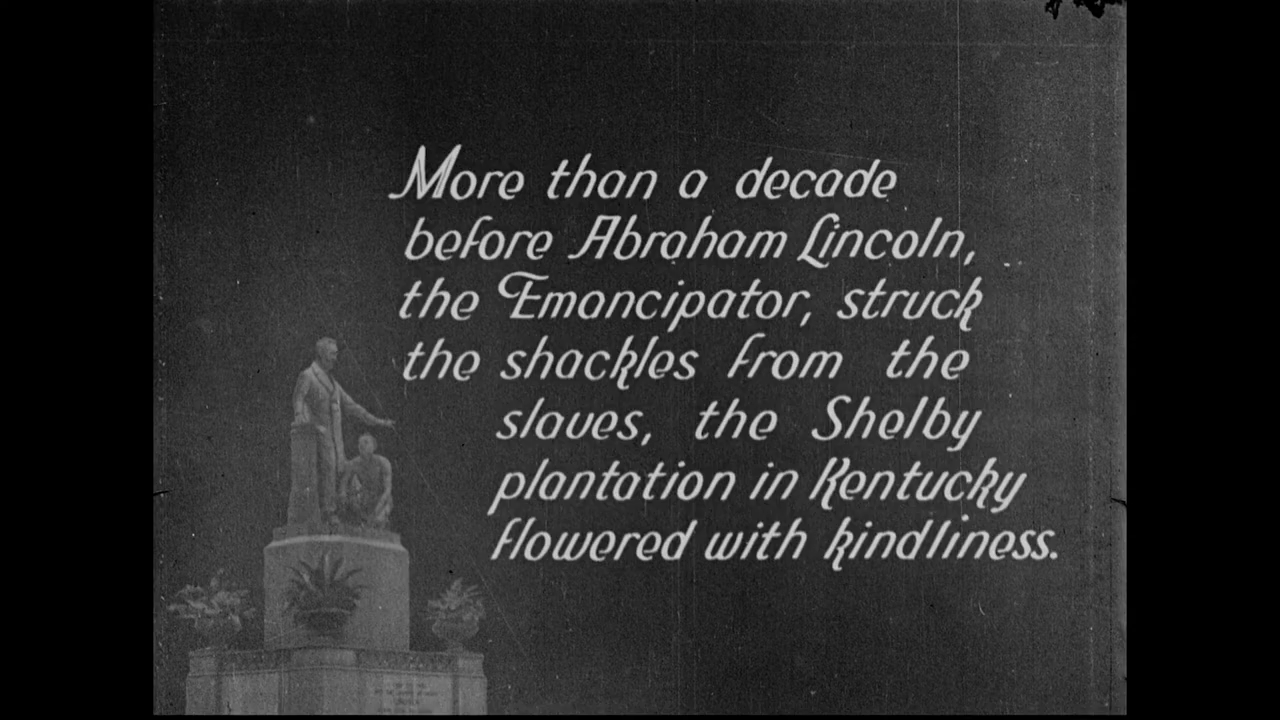 More than a decade
before Abraham Lincoln,
the Emancipator, struck
the shackles from the
slaves, the Shelby
plantation in Kentucky
flowered with kindliness.